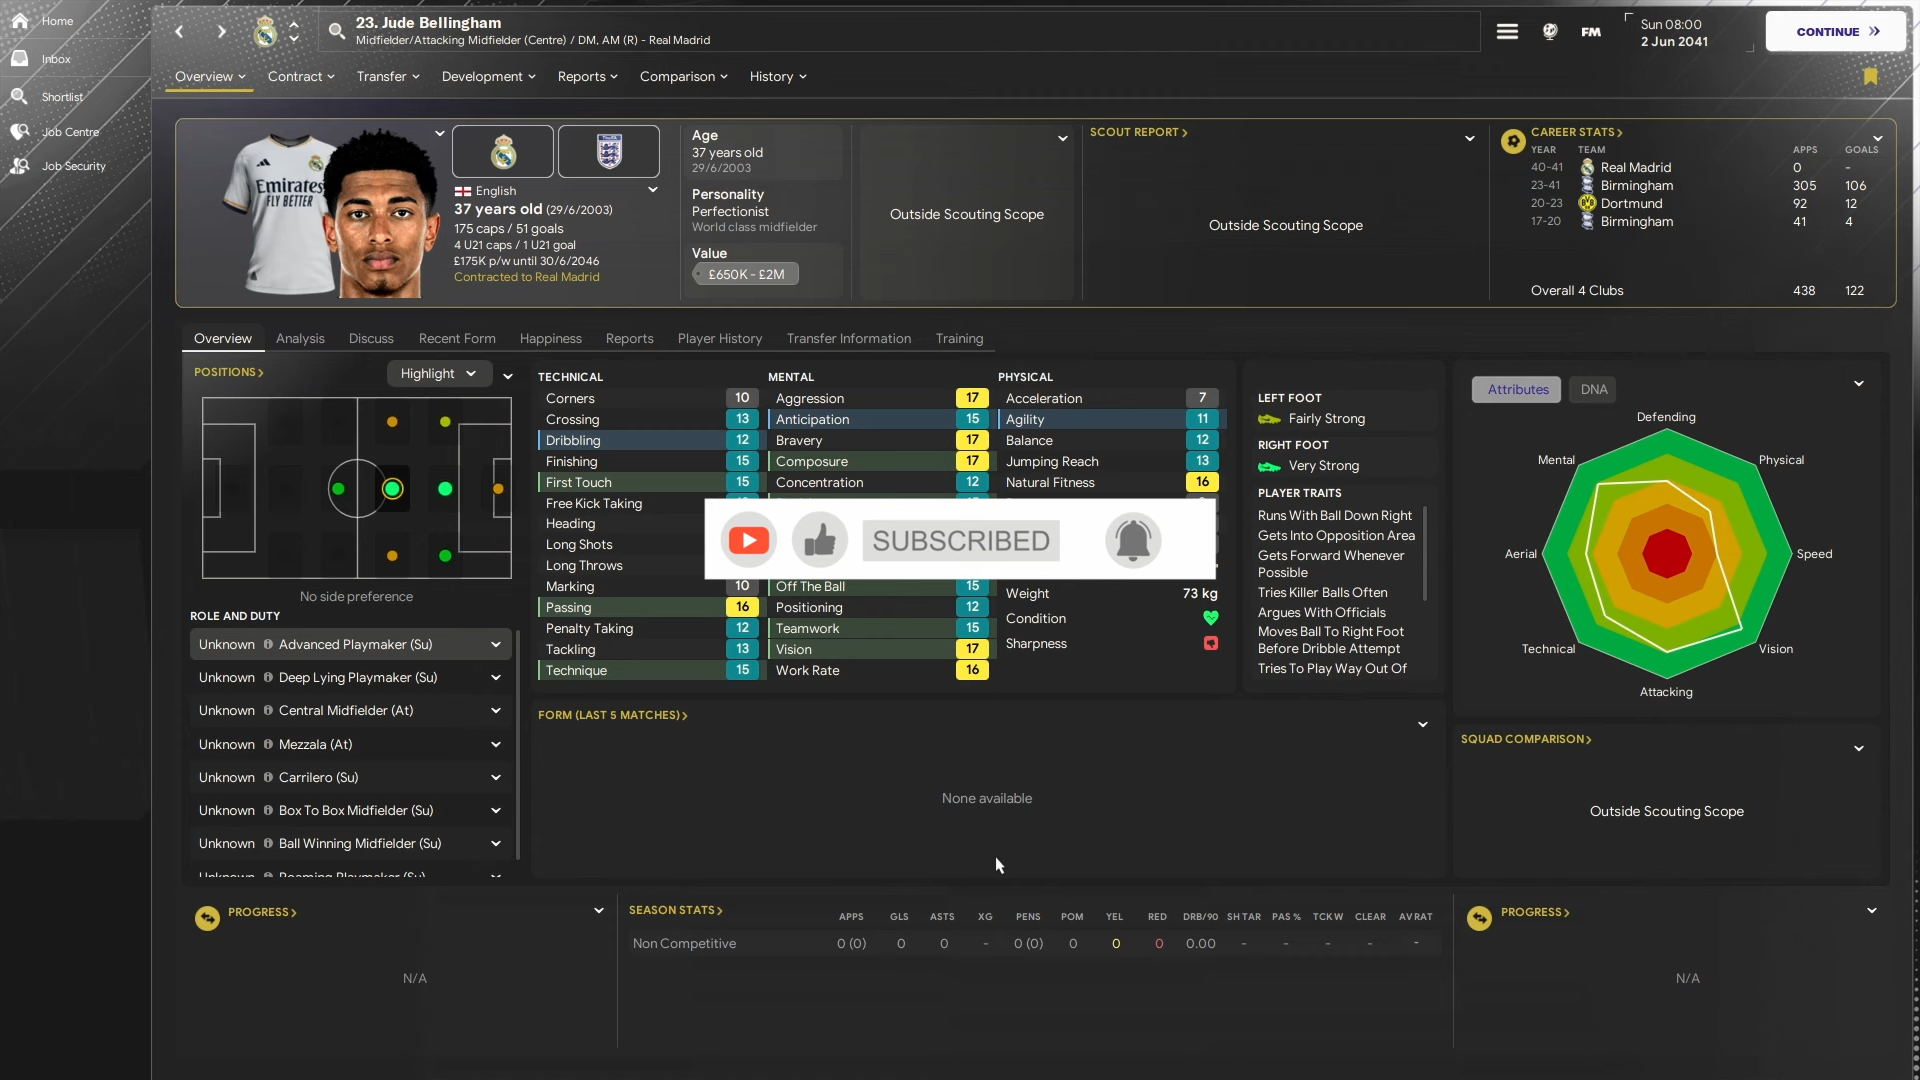 Home
Inbox
Shortlist
Job Centre
Job Security
23. Jude Bellingham
Midfielder/Attacking Midfielder (Centre) / DM, AM (R) - Real Madrid
FM
Sun 08:00
2 Jun 2041
CONTINUE
Overview Contract Transfer Development Reports Comparison History
Emirates
FLY BETTER
English
37 years old (29/6/2003)
175 caps / 51 goals
4 U21 caps / 1 U21 goal
£175K p/w until 30/6/2046
Contracted to Real Madrid
Age
37 years old
29/6/2003
Personality
Perfectionist
World class midfielder
Value
£650K - £2M
Outside Scouting Scope
SCOUT REPORT >
Outside Scouting Scope
CAREER STATS >
YEAR TEAM APPS GOALS
40-41 Real Madrid 0 -
23-41 Birmingham 305 106
20-23 Dortmund 92 12
17-20 Birmingham 41 4
Overall 4 Clubs 438 122
Overview Analysis Discuss Recent Form Happiness Reports Player History Transfer Information Training
POSITIONS >
Highlight
No side preference
ROLE AND DUTY
Unknown Advanced Playmaker (Su)
Unknown Deep Lying Playmaker (Su)
Unknown Central Midfielder (At)
Unknown Mezzala (At)
Unknown Carrilero (Su)
Unknown Box To Box Midfielder (Su)
Unknown Ball Winning Midfielder (Su)
Unknown Roaming Playmaker (Su)
TECHNICAL
Corners 10
Crossing 13
Dribbling 12
Finishing 15
First Touch 15
Free Kick Taking
Heading
Long Shots
Long Throws
Marking 10
Passing 16
Penalty Taking 12
Tackling 13
Technique 15
MENTAL
Aggression 17
Anticipation 15
Bravery 17
Composure 17
Concentration 12
Off The Ball 15
Positioning 12
Teamwork 15
Vision 17
Work Rate 16
PHYSICAL
Acceleration 7
Agility 11
Balance 12
Jumping Reach 13
Natural Fitness 16
SUBSCRIBED
Weight 73 kg
Condition
Sharpness
LEFT FOOT
Fairly Strong
RIGHT FOOT
Very Strong
PLAYER TRAITS
Runs With Ball Down Right
Gets Into Opposition Area
Gets Forward Whenever
Possible
Tries Killer Balls Often
Argues With Officials
Moves Ball To Right Foot
Before Dribble Attempt
Tries To Play Way Out Of
Attributes DNA
Defending
Mental
Physical
Aerial
Speed
Technical
Vision
Attacking
FORM (LAST 5 MATCHES) >
None available
SQUAD COMPARISON >
Outside Scouting Scope
PROGRESS >
N/A
SEASON STATS >
APPS GLS ASTS XG PENS POM YEL RED DRB/90 SH TAR PAS % TCK W CLEAR AV RAT
Non Competitive 0 (0) 0 0 - 0 (0) 0 0 0 0.00 - - - - -
PROGRESS >
N/A